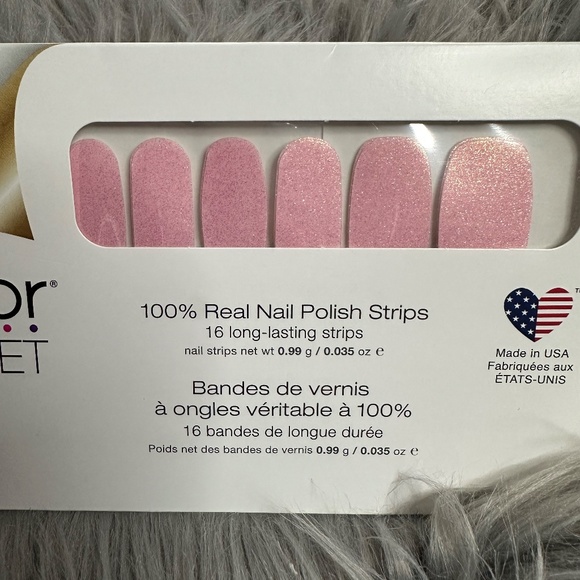 or®
ET
100% Real Nail Polish Strips
16 long-lasting strips
nail strips net wt 0.99 g / 0.035 oz ℮
Bandes de vernis
à ongles véritable à 100%
16 bandes de longue durée
Poids net des bandes de vernis 0.99 g / 0.035 oz ℮
Made in USA
Fabriquées aux
ÉTATS-UNIS